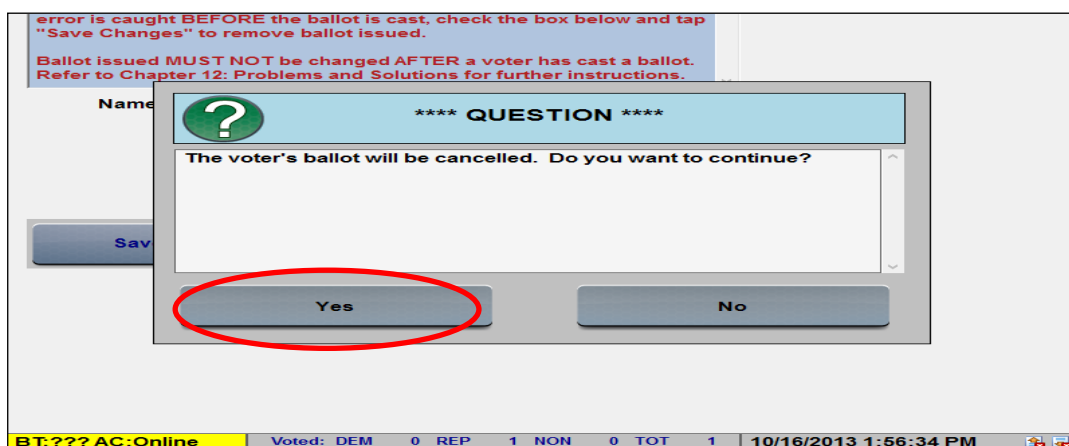 error is caught BEFORE the ballot is cast, check the box below and tap
"Save Changes" to remove ballot issued.
Ballot issued MUST NOT be changed AFTER a voter has cast a ballot.
Refer to Chapter 12: Problems and Solutions for further instructions.
Name
**** QUESTION ****
The voter's ballot will be cancelled. Do you want to continue?
Sav
Yes
No
BT:??? AC:Online Voted: DEM 0 REP 1 NON 0 TOT 1 10/16/2013 1:56:34 PM